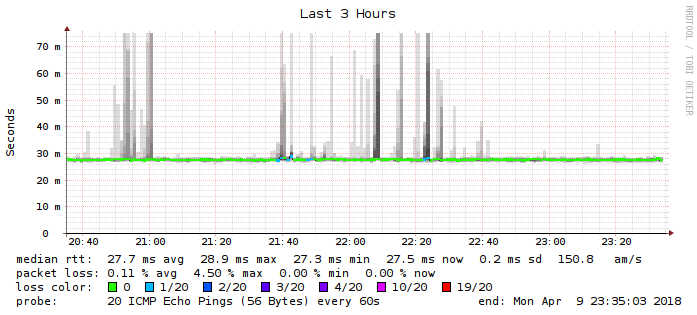 Last 3 Hours
RRDTOOL / TOBI OETIKER
Seconds
70 m
60 m
50 m
40 m
30 m
20 m
10 m
0
20:40 21:00 21:20 21:40 22:00 22:20 22:40 23:00 23:20
median rtt: 27.7 ms avg 28.9 ms max 27.3 ms min 27.5 ms now 0.2 ms sd 150.8 am/s
packet loss: 0.11 % avg 4.50 % max 0.00 % min 0.00 % now
loss color: 0 1/20 2/20 3/20 4/20 10/20 19/20
probe: 20 ICMP Echo Pings (56 Bytes) every 60s end: Mon Apr 9 23:35:03 2018